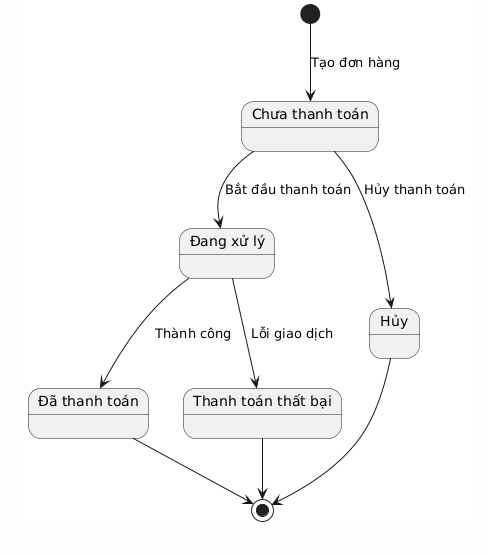 Tạo đơn hàng
Chưa thanh toán
Bắt đầu thanh toán
Hủy thanh toán
Đang xử lý
Hủy
Thành công
Lỗi giao dịch
Đã thanh toán
Thanh toán thất bại